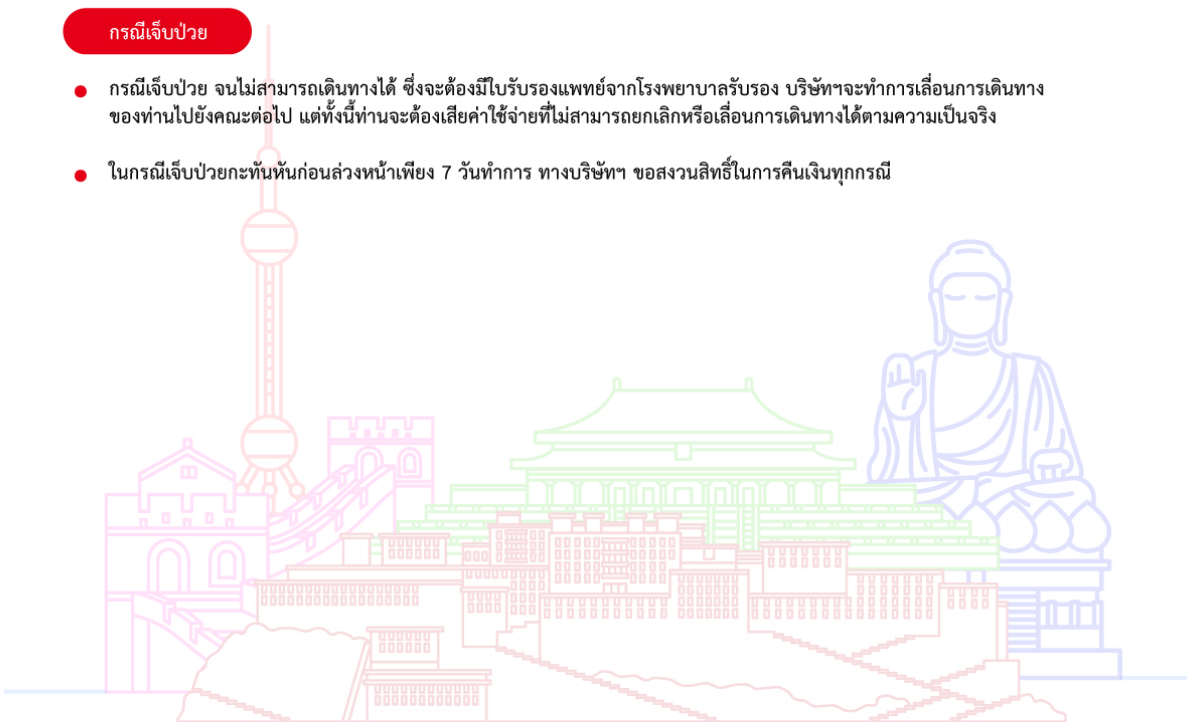 กรณีเจ็บป่วย
กรณีเจ็บป่วย จนไม่สามารถเดินทางได้ ซึ่งจะต้องมีใบรับรองแพทย์จากโรงพยาบาลรับรอง บริษัทฯจะทำการเลื่อนการเดินทาง
ของท่านไปยังคณะต่อไป แต่ทั้งนี้ท่านจะต้องเสียค่าใช้จ่ายที่ไม่สามารถยกเลิกหรือเลื่อนการเดินทางได้ตามความเป็นจริง
ในกรณีเจ็บป่วยกะทันหันก่อนล่วงหน้าเพียง 7 วันทำการ ทางบริษัทฯ ขอสงวนสิทธิ์ในการคืนเงินทุกกรณี